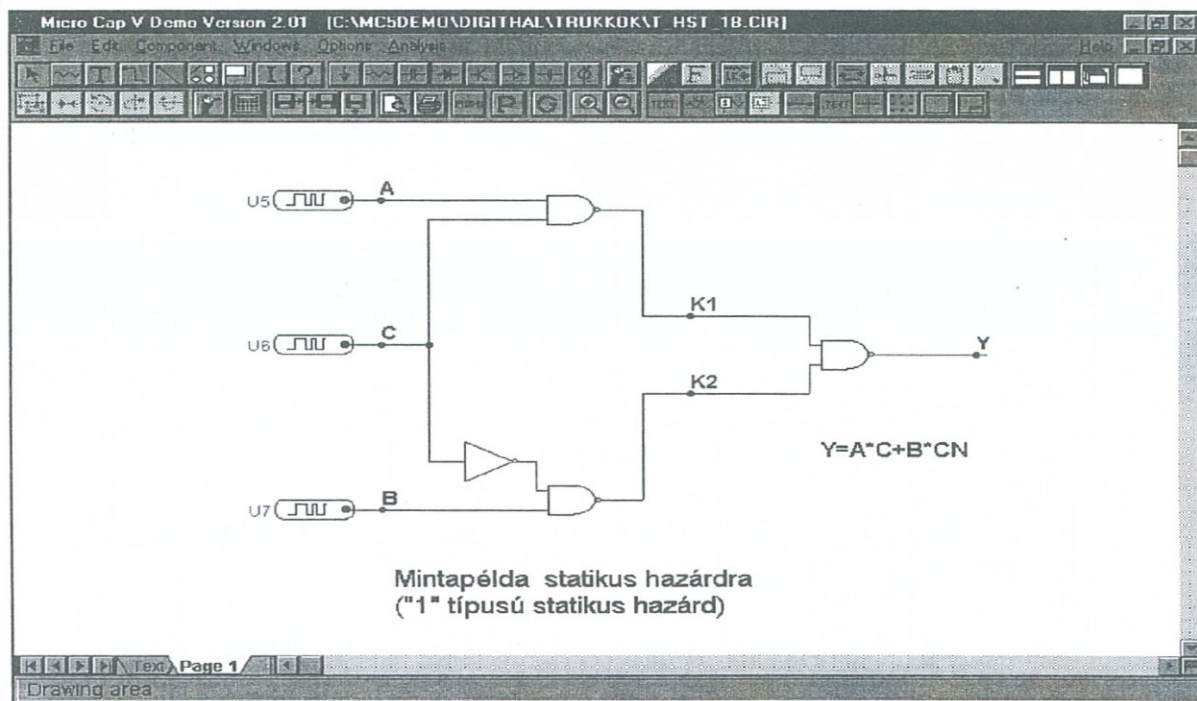 Micro Cap V Demo Version 2.01 [C:\MC5DEMO\DIGITHAL\TRUKKOK\T_HST_1B.CIR]
File Edit Component Windows Options Analysis Help
U5 A
K1
U6 C
Y
K2
Y=A*C+B*CN
U7 B
Mintapélda statikus hazárdra
("1" típusú statikus hazárd)
Text Page 1
Drawing area